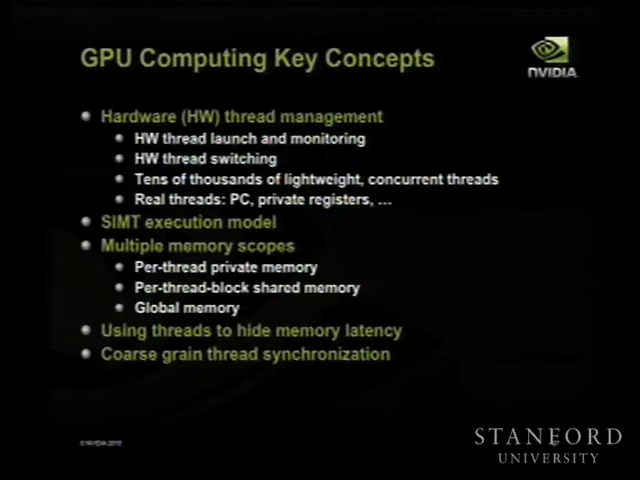 GPU Computing Key Concepts
NVIDIA
Hardware (HW) thread management
HW thread launch and monitoring
HW thread switching
Tens of thousands of lightweight, concurrent threads
Real threads: PC, private registers, …
SIMT execution model
Multiple memory scopes
Per-thread private memory
Per-thread-block shared memory
Global memory
Using threads to hide memory latency
Coarse grain thread synchronization
© NVIDIA 2010
STANFORD
UNIVERSITY